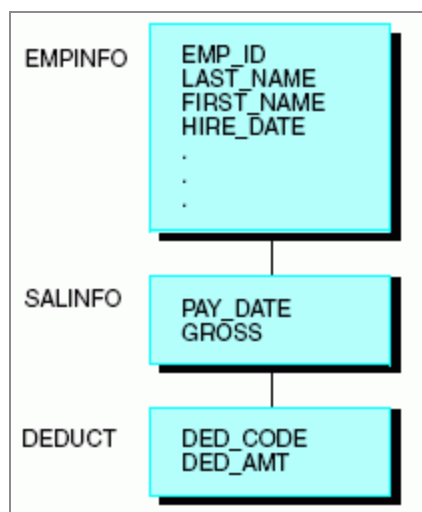 EMPINFO
EMP_ID
LAST_NAME
FIRST_NAME
HIRE_DATE
.
.
.
SALINFO
PAY_DATE
GROSS
DEDUCT
DED_CODE
DED_AMT